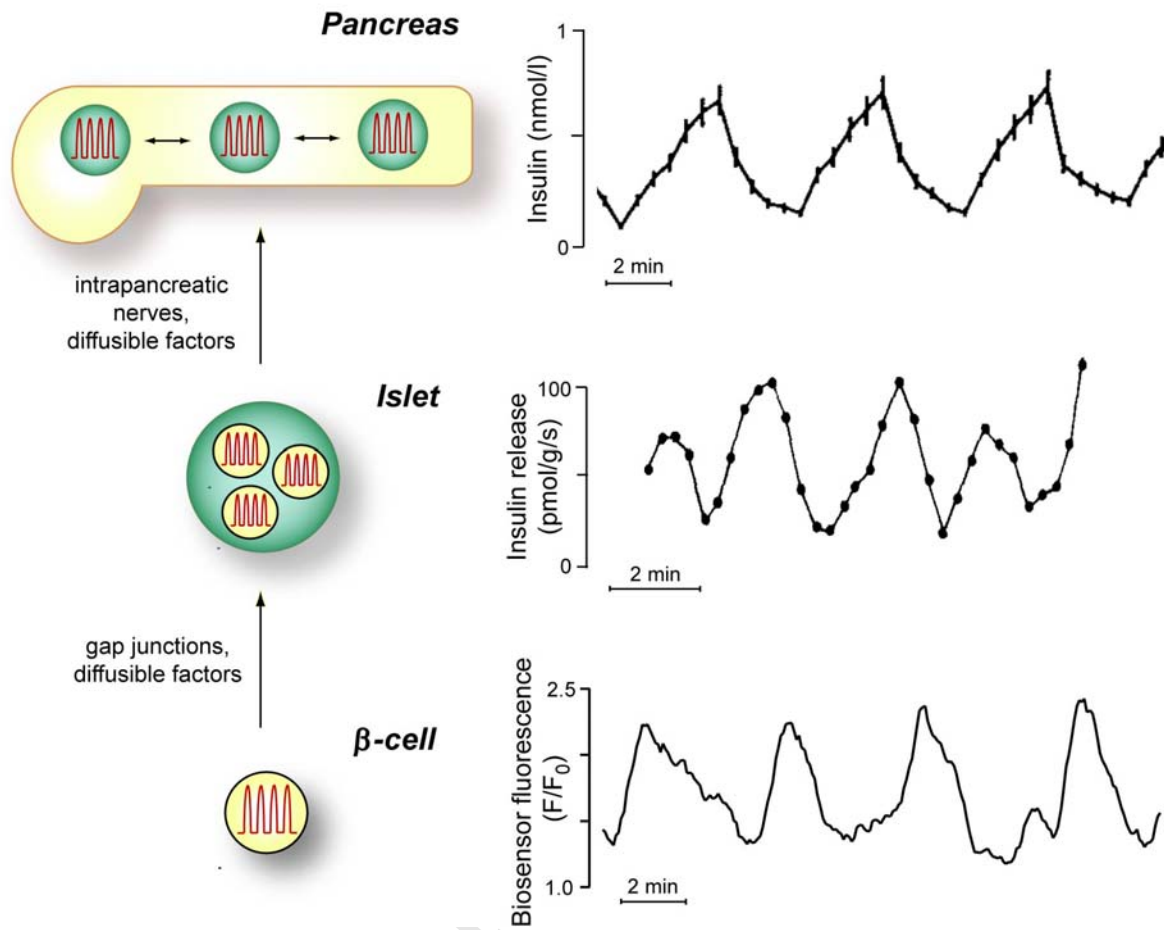 Pancreas
1
Insulin (nmol/l)
0
2 min
intrapancreatic
nerves,
diffusible factors
Islet
100
Insulin release
(pmol/g/s)
0
2 min
gap junctions,
diffusible factors
β-cell
2.5
Biosensor fluorescence
(F/F₀)
1.0
2 min